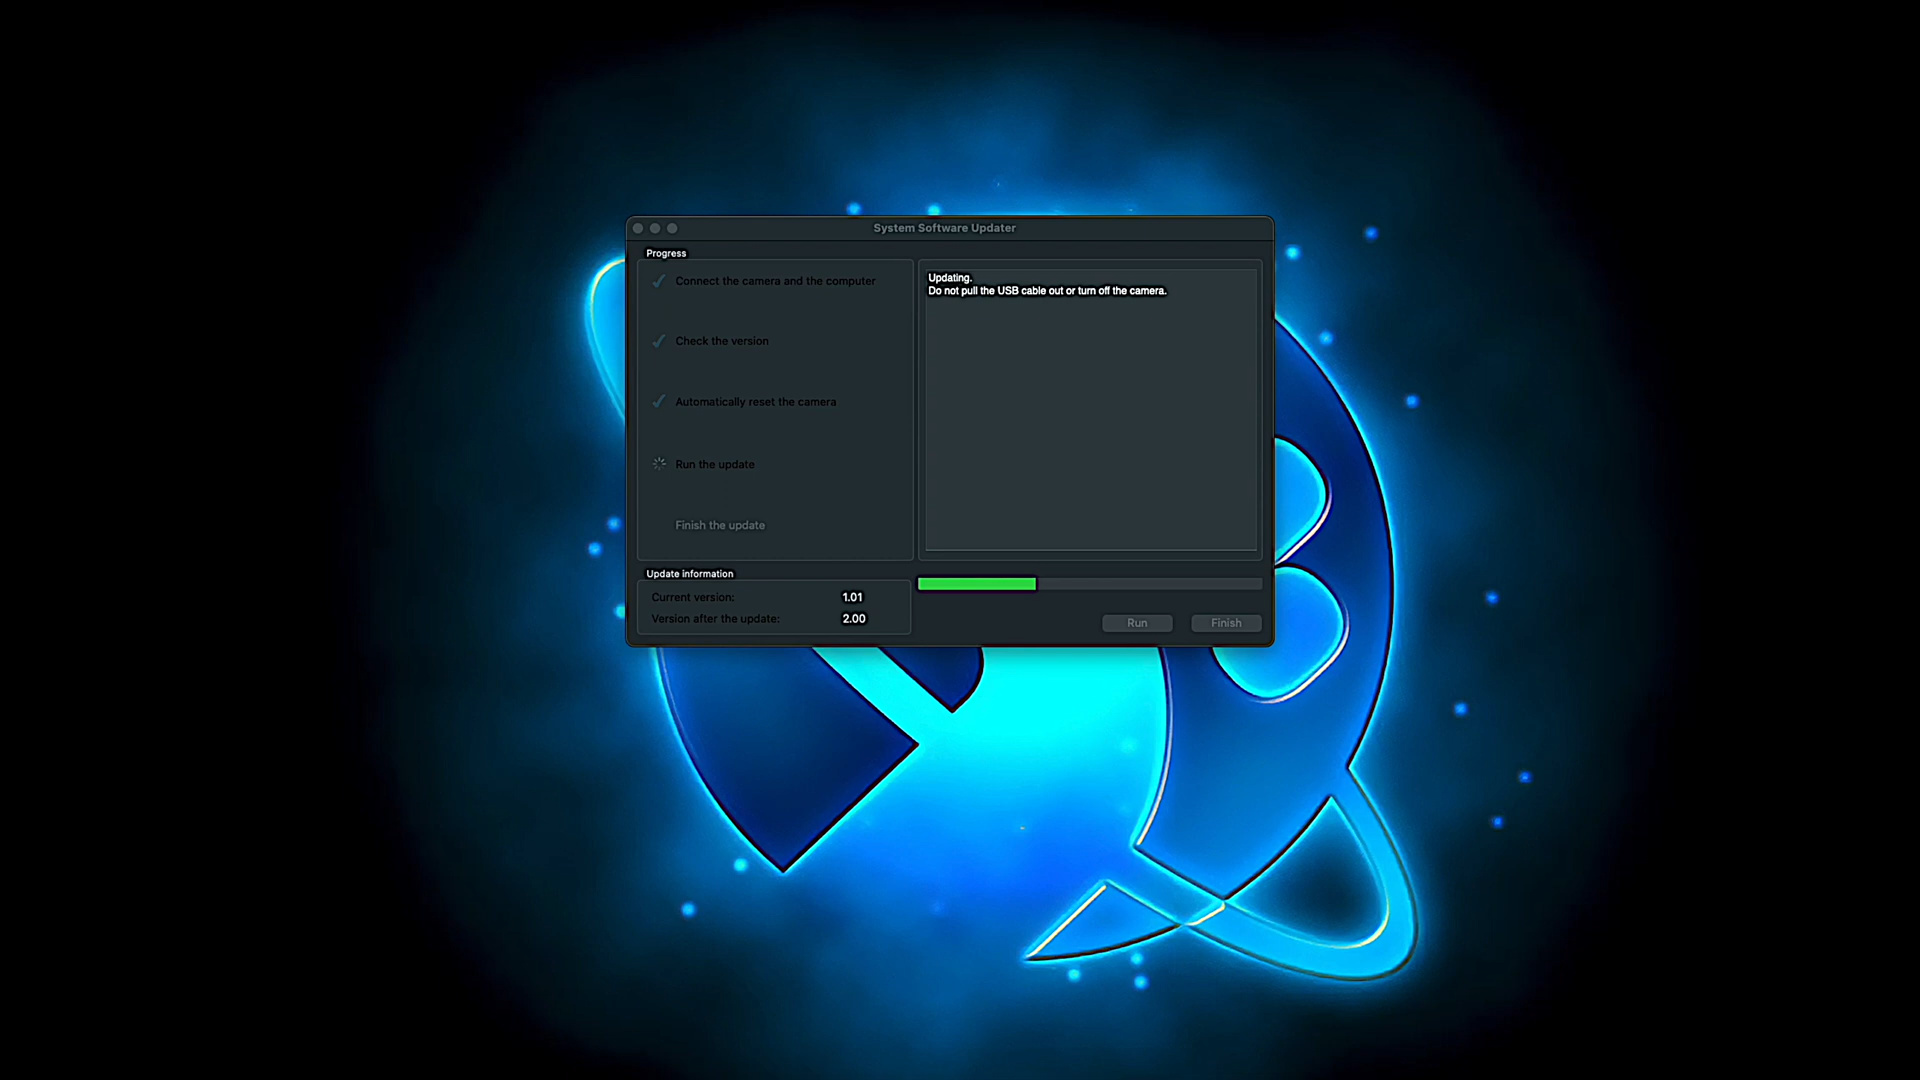 System Software Updater
Progress
Connect the camera and the computer
Check the version
Automatically reset the camera
Run the update
Finish the update
Updating.
Do not pull the USB cable out or turn off the camera.
Update information
Current version: 1.01
Version after the update: 2.00
Run
Finish